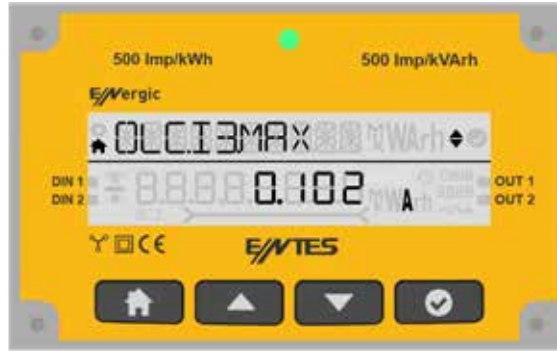 500 Imp/kWh 500 Imp/kVArh
ENergic
OLC.I3MAX
DIN 1 0.102 OUT 1
DIN 2 A OUT 2
CE ENTES